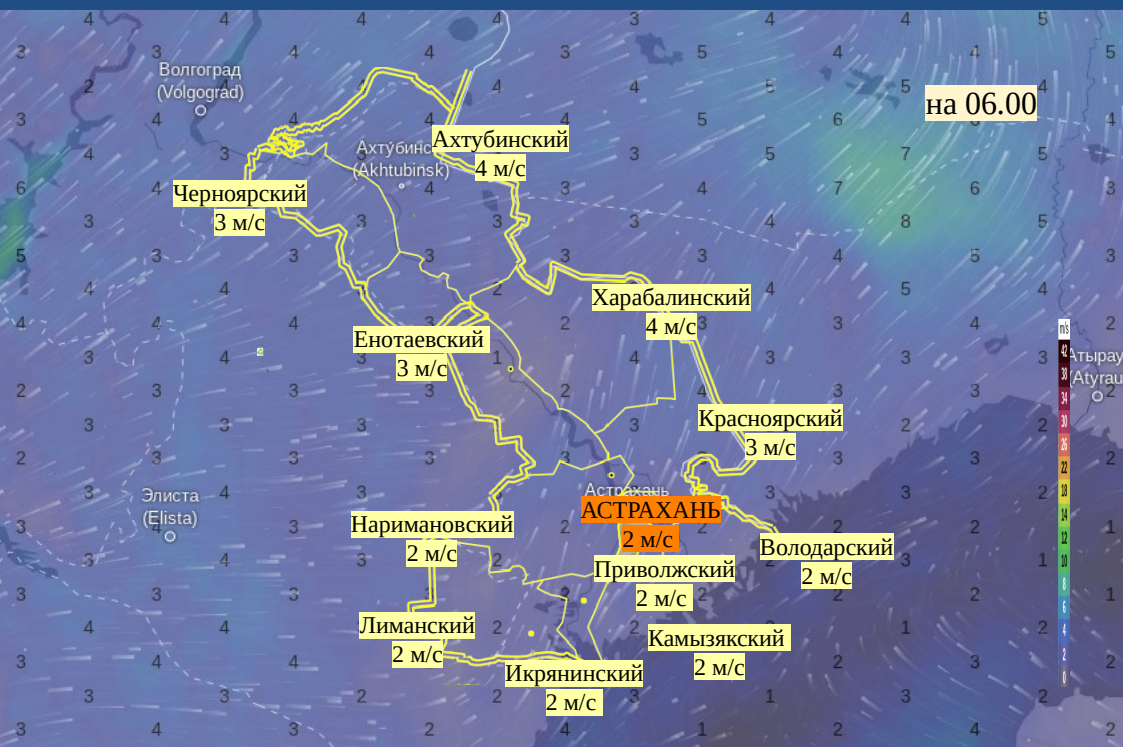 Волгоград
(Volgograd)
на 06.00
Ахтубинский
4 м/с
Ахтубинс
(Akhtubinsk)
Черноярский
3 м/с
Харабалинский
4 м/с
Енотаевский
3 м/с
m/s
42
38
34
30
26
22
18
14
12
10
8
6
4
2
0
Атырау
(Atyrau
Красноярский
3 м/с
Элиста
(Elista)
Астрахань
АСТРАХАНЬ
2 м/с
Наримановский
2 м/с
Володарский
2 м/с
Приволжский
2 м/с
Лиманский
2 м/с
Камызякский
2 м/с
Икрянинский
2 м/с